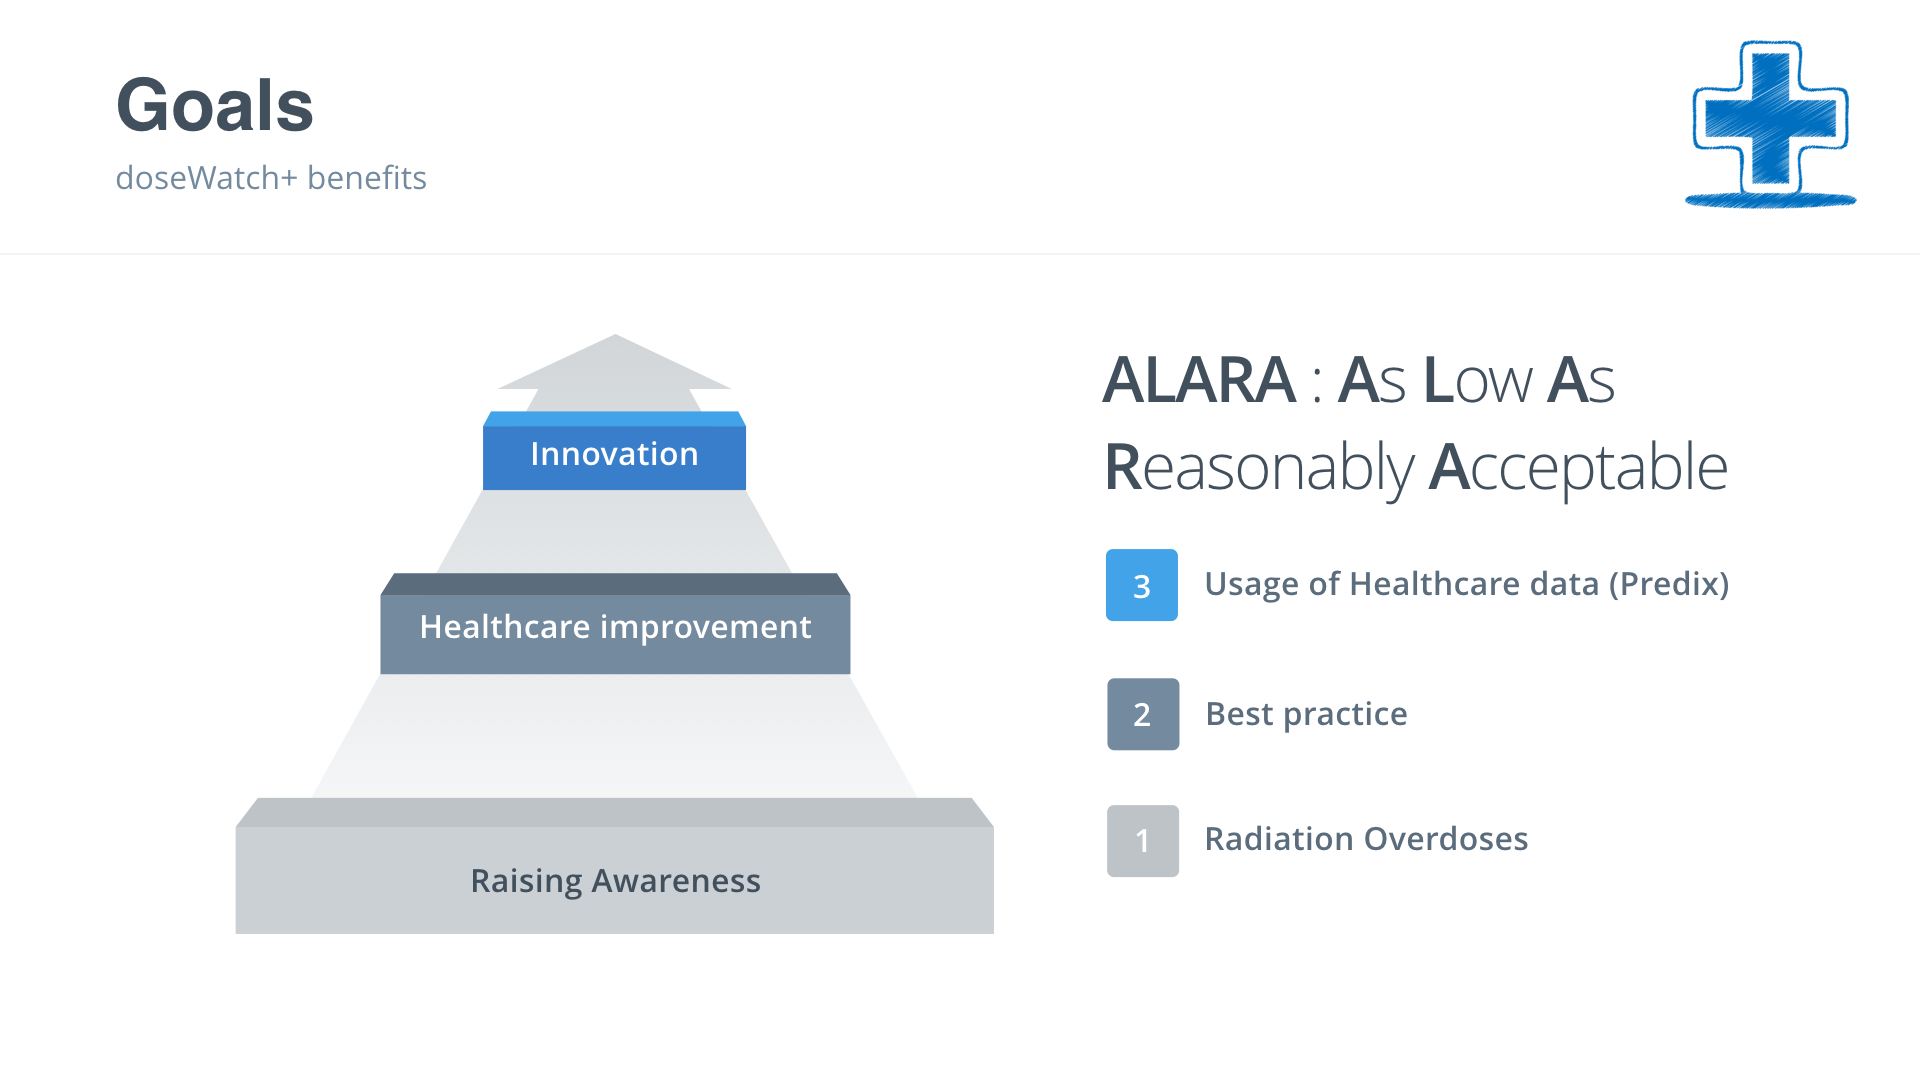 Goals
doseWatch+ benefits
Innovation
Healthcare improvement
Raising Awareness
ALARA : As Low As
Reasonably Acceptable
3 Usage of Healthcare data (Predix)
2 Best practice
1 Radiation Overdoses